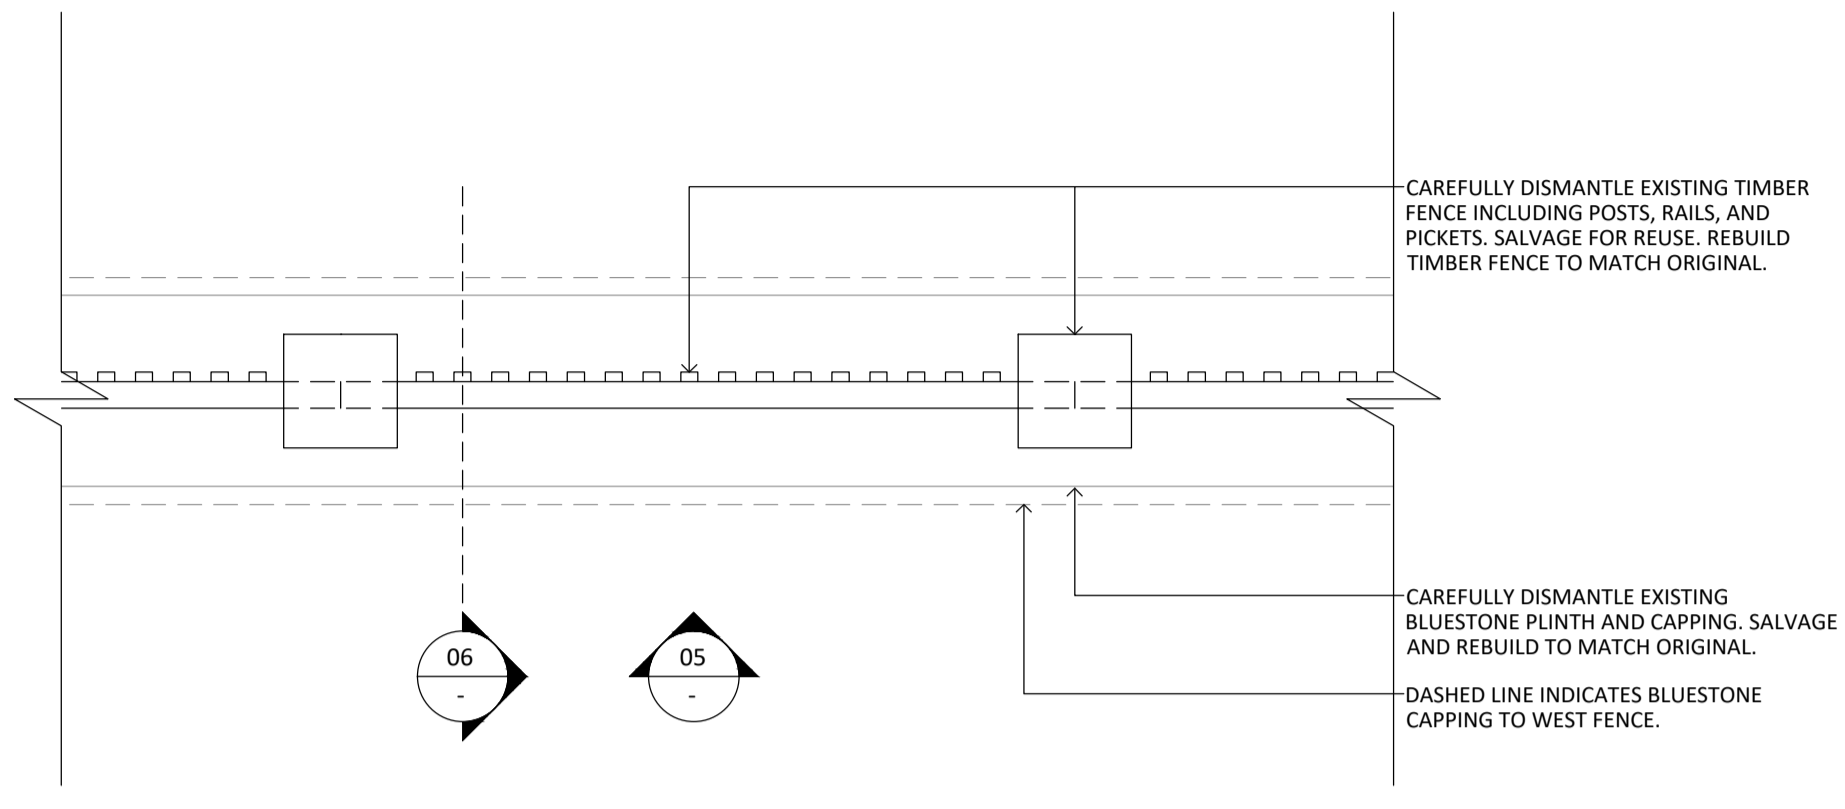 CAREFULLY DISMANTLE EXISTING TIMBER
FENCE INCLUDING POSTS, RAILS, AND
PICKETS. SALVAGE FOR REUSE. REBUILD
TIMBER FENCE TO MATCH ORIGINAL.
CAREFULLY DISMANTLE EXISTING
BLUESTONE PLINTH AND CAPPING. SALVAGE
AND REBUILD TO MATCH ORIGINAL.
DASHED LINE INDICATES BLUESTONE
CAPPING TO WEST FENCE.
06
-
05
-